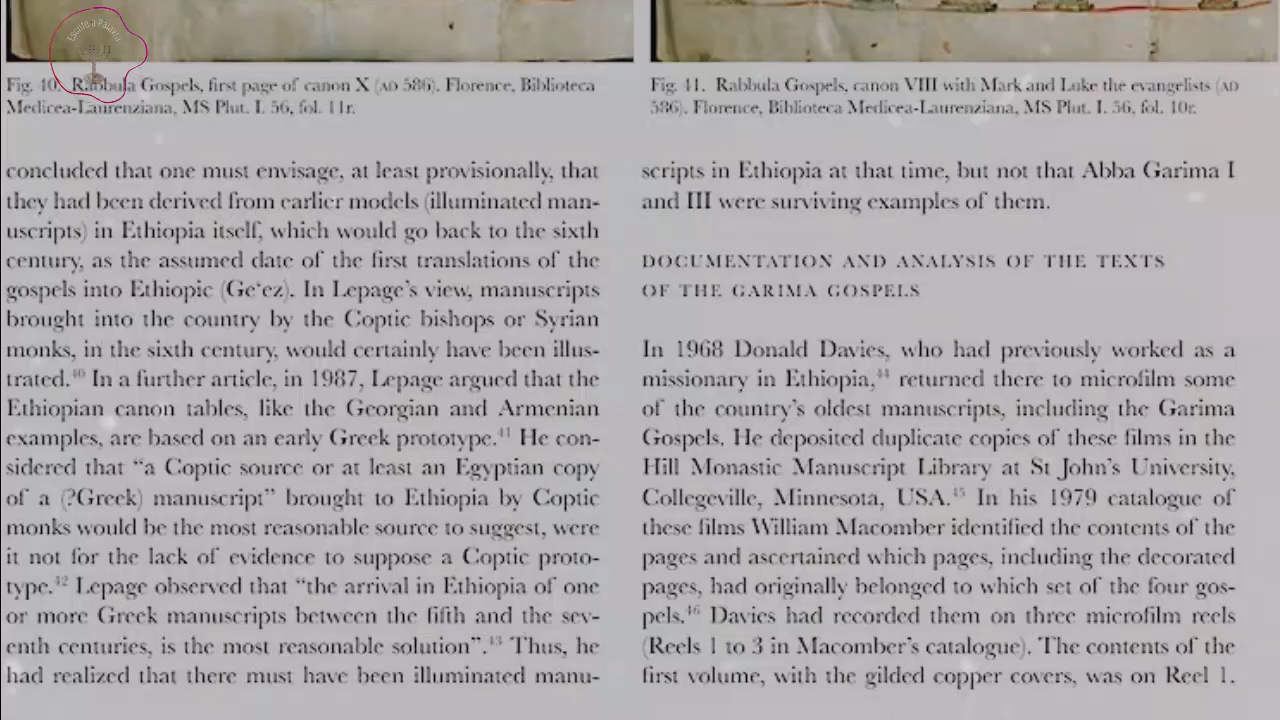 Escute a Palavra
Fig. 40. Rabbula Gospels, first page of canon X (AD 586). Florence, Biblioteca
Medicea-Laurenziana, MS Plut. I. 56, fol. 11r.
concluded that one must envisage, at least provisionally, that
they had been derived from earlier models (illuminated man-
uscripts) in Ethiopia itself, which would go back to the sixth
century, as the assumed date of the first translations of the
gospels into Ethiopic (Ge‘ez). In Lepage’s view, manuscripts
brought into the country by the Coptic bishops or Syrian
monks, in the sixth century, would certainly have been illus-
trated.40 In a further article, in 1987, Lepage argued that the
Ethiopian canon tables, like the Georgian and Armenian
examples, are based on an early Greek prototype.41 He con-
sidered that “a Coptic source or at least an Egyptian copy
of a (?Greek) manuscript” brought to Ethiopia by Coptic
monks would be the most reasonable source to suggest, were
it not for the lack of evidence to suppose a Coptic proto-
type.42 Lepage observed that “the arrival in Ethiopia of one
or more Greek manuscripts between the fifth and the sev-
enth centuries, is the most reasonable solution”.43 Thus, he
had realized that there must have been illuminated manu-
Fig. 41. Rabbula Gospels, canon VIII with Mark and Luke the evangelists (AD
586). Florence, Biblioteca Medicea-Laurenziana, MS Plut. I. 56, fol. 10r.
scripts in Ethiopia at that time, but not that Abba Garima I
and III were surviving examples of them.
DOCUMENTATION AND ANALYSIS OF THE TEXTS
OF THE GARIMA GOSPELS
In 1968 Donald Davies, who had previously worked as a
missionary in Ethiopia,44 returned there to microfilm some
of the country’s oldest manuscripts, including the Garima
Gospels. He deposited duplicate copies of these films in the
Hill Monastic Manuscript Library at St John’s University,
Collegeville, Minnesota, USA.45 In his 1979 catalogue of
these films William Macomber identified the contents of the
pages and ascertained which pages, including the decorated
pages, had originally belonged to which set of the four gos-
pels.46 Davies had recorded them on three microfilm reels
(Reels 1 to 3 in Macomber’s catalogue). The contents of the
first volume, with the gilded copper covers, was on Reel 1.